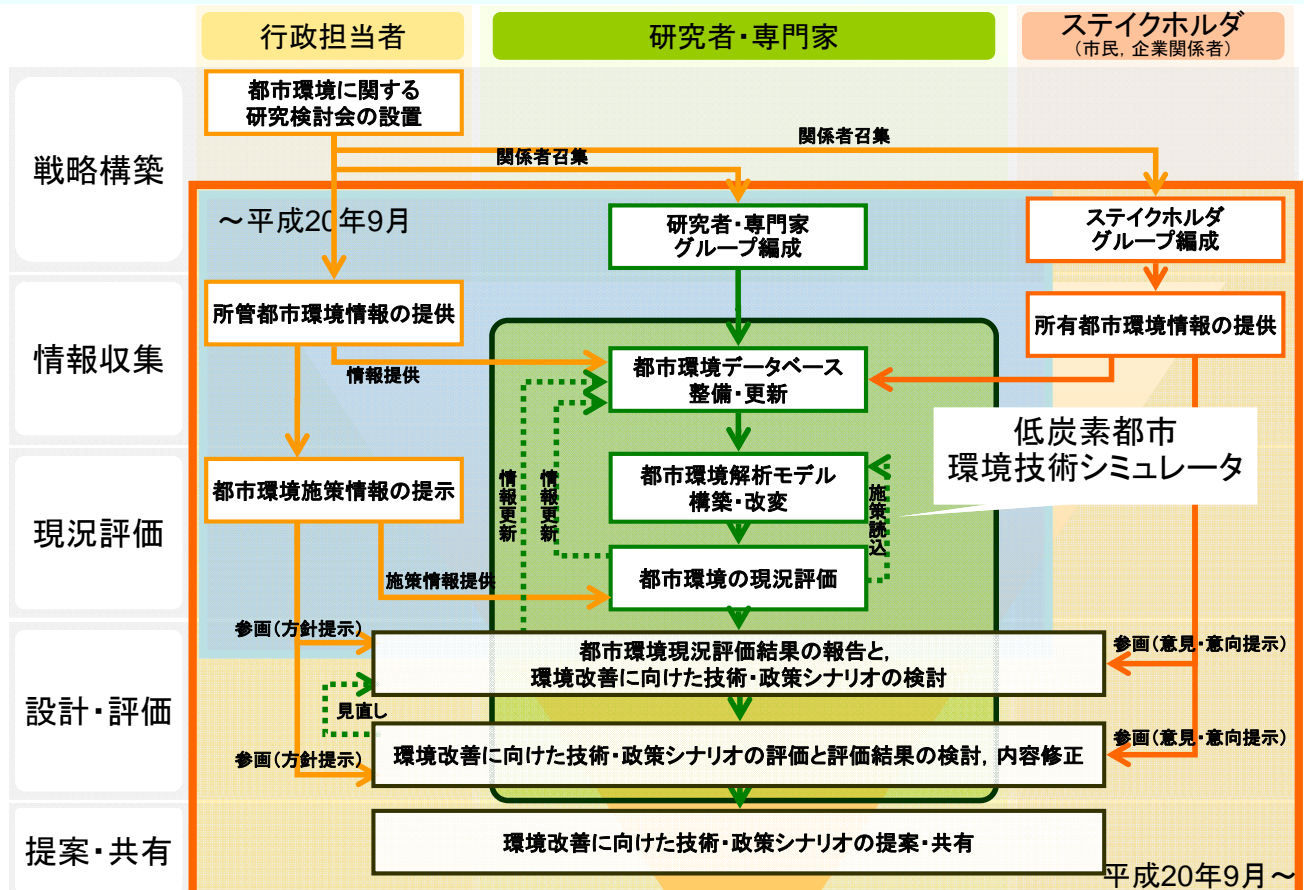 行政担当者
研究者・専門家
ステイクホルダ
(市民, 企業関係者)
戦略構築
都市環境に関する
研究検討会の設置
関係者召集
関係者召集
～平成20年9月
研究者・専門家
グループ編成
ステイクホルダ
グループ編成
情報収集
所管都市環境情報の提供
所有都市環境情報の提供
情報提供
都市環境データベース
整備・更新
低炭素都市
環境技術シミュレータ
現況評価
都市環境施策情報の提示
情報更新
情報更新
都市環境解析モデル
構築・改変
施策読込
施策情報提供
都市環境の現況評価
設計・評価
参画(方針提示)
都市環境現況評価結果の報告と,
環境改善に向けた技術・政策シナリオの検討
参画(意見・意向提示)
見直し
参画(方針提示)
環境改善に向けた技術・政策シナリオの評価と評価結果の検討, 内容修正
参画(意見・意向提示)
提案・共有
環境改善に向けた技術・政策シナリオの提案・共有
平成20年9月～